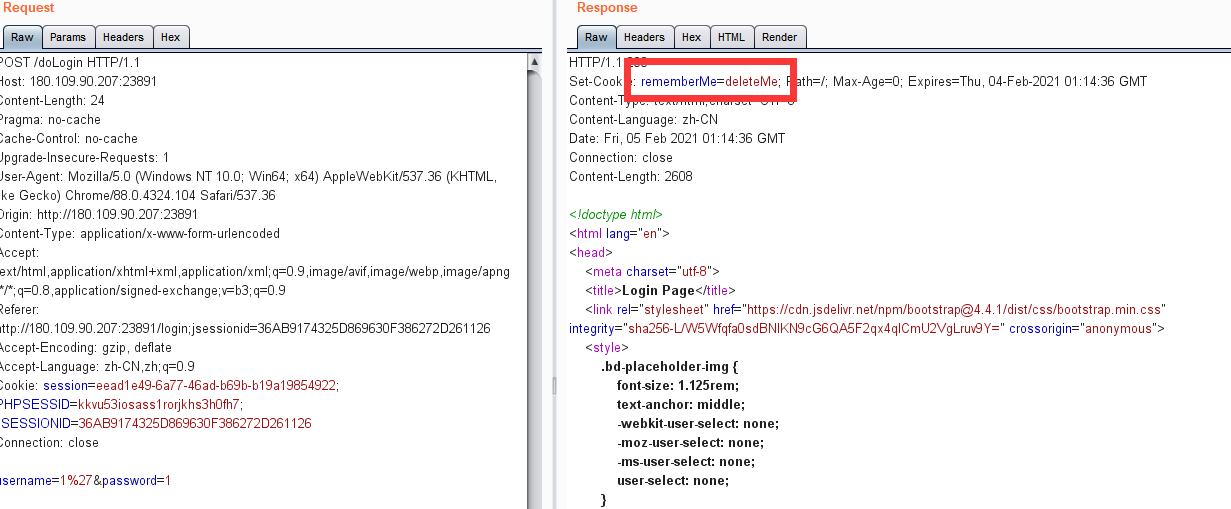 Request
Raw Params Headers Hex
POST /doLogin HTTP/1.1
Host: 180.109.90.207:23891
Content-Length: 24
Pragma: no-cache
Cache-Control: no-cache
Upgrade-Insecure-Requests: 1
User-Agent: Mozilla/5.0 (Windows NT 10.0; Win64; x64) AppleWebKit/537.36 (KHTML,
ke Gecko) Chrome/88.0.4324.104 Safari/537.36
Origin: http://180.109.90.207:23891
Content-Type: application/x-www-form-urlencoded
Accept:
ext/html,application/xhtml+xml,application/xml;q=0.9,image/avif,image/webp,image/apng
*/*;q=0.8,application/signed-exchange;v=b3;q=0.9
Referer:
http://180.109.90.207:23891/login;jsessionid=36AB9174325D869630F386272D261126
Accept-Encoding: gzip, deflate
Accept-Language: zh-CN,zh;q=0.9
Cookie: session=eead1e49-6a77-46ad-b69b-b19a19854922;
PHPSESSID=kkvu53iosass1rorjkhs3h0fh7;
SESSIONID=36AB9174325D869630F386272D261126
Connection: close
username=1%27&password=1
Response
Raw Headers Hex HTML Render
HTTP/1.1
Set-Cookie: rememberMe=deleteMe; Path=/; Max-Age=0; Expires=Thu, 04-Feb-2021 01:14:36 GMT
Content-Type: text/html;charset=UTF-8
Content-Language: zh-CN
Date: Fri, 05 Feb 2021 01:14:36 GMT
Connection: close
Content-Length: 2608
<!doctype html>
<html lang="en">
<head>
<meta charset="utf-8">
<title>Login Page</title>
<link rel="stylesheet" href="https://cdn.jsdelivr.net/npm/bootstrap@4.4.1/dist/css/bootstrap.min.css"
integrity="sha256-L/W5Wfqfa0sdBNIKN9cG6QA5F2qx4qICmU2VgLruv9Y=" crossorigin="anonymous">
<style>
.bd-placeholder-img {
font-size: 1.125rem;
text-anchor: middle;
-webkit-user-select: none;
-moz-user-select: none;
-ms-user-select: none;
user-select: none;
}